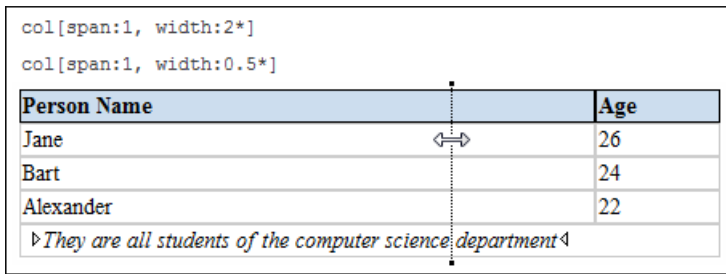 col[span:1, width:2*]
col[span:1, width:0.5*]
Person Name Age
Jane 26
Bart 24
Alexander 22
They are all students of the computer science department